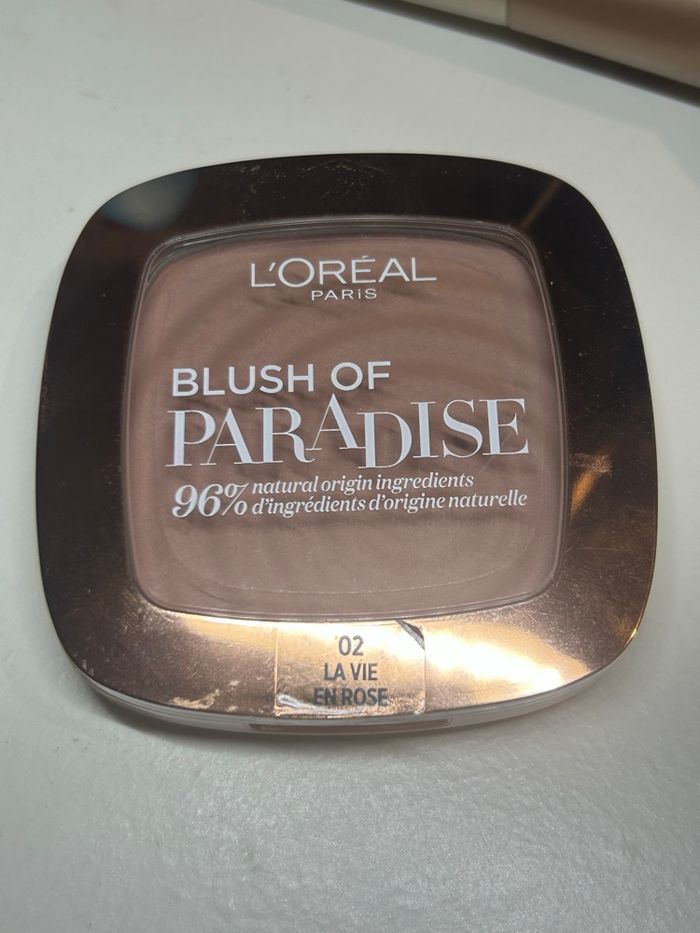 L'ORÉAL
PARiS
BLUSH OF
PARADISE
96% natural origin ingredients
d'ingrédients d'origine naturelle
02
LA VIE
EN ROSE